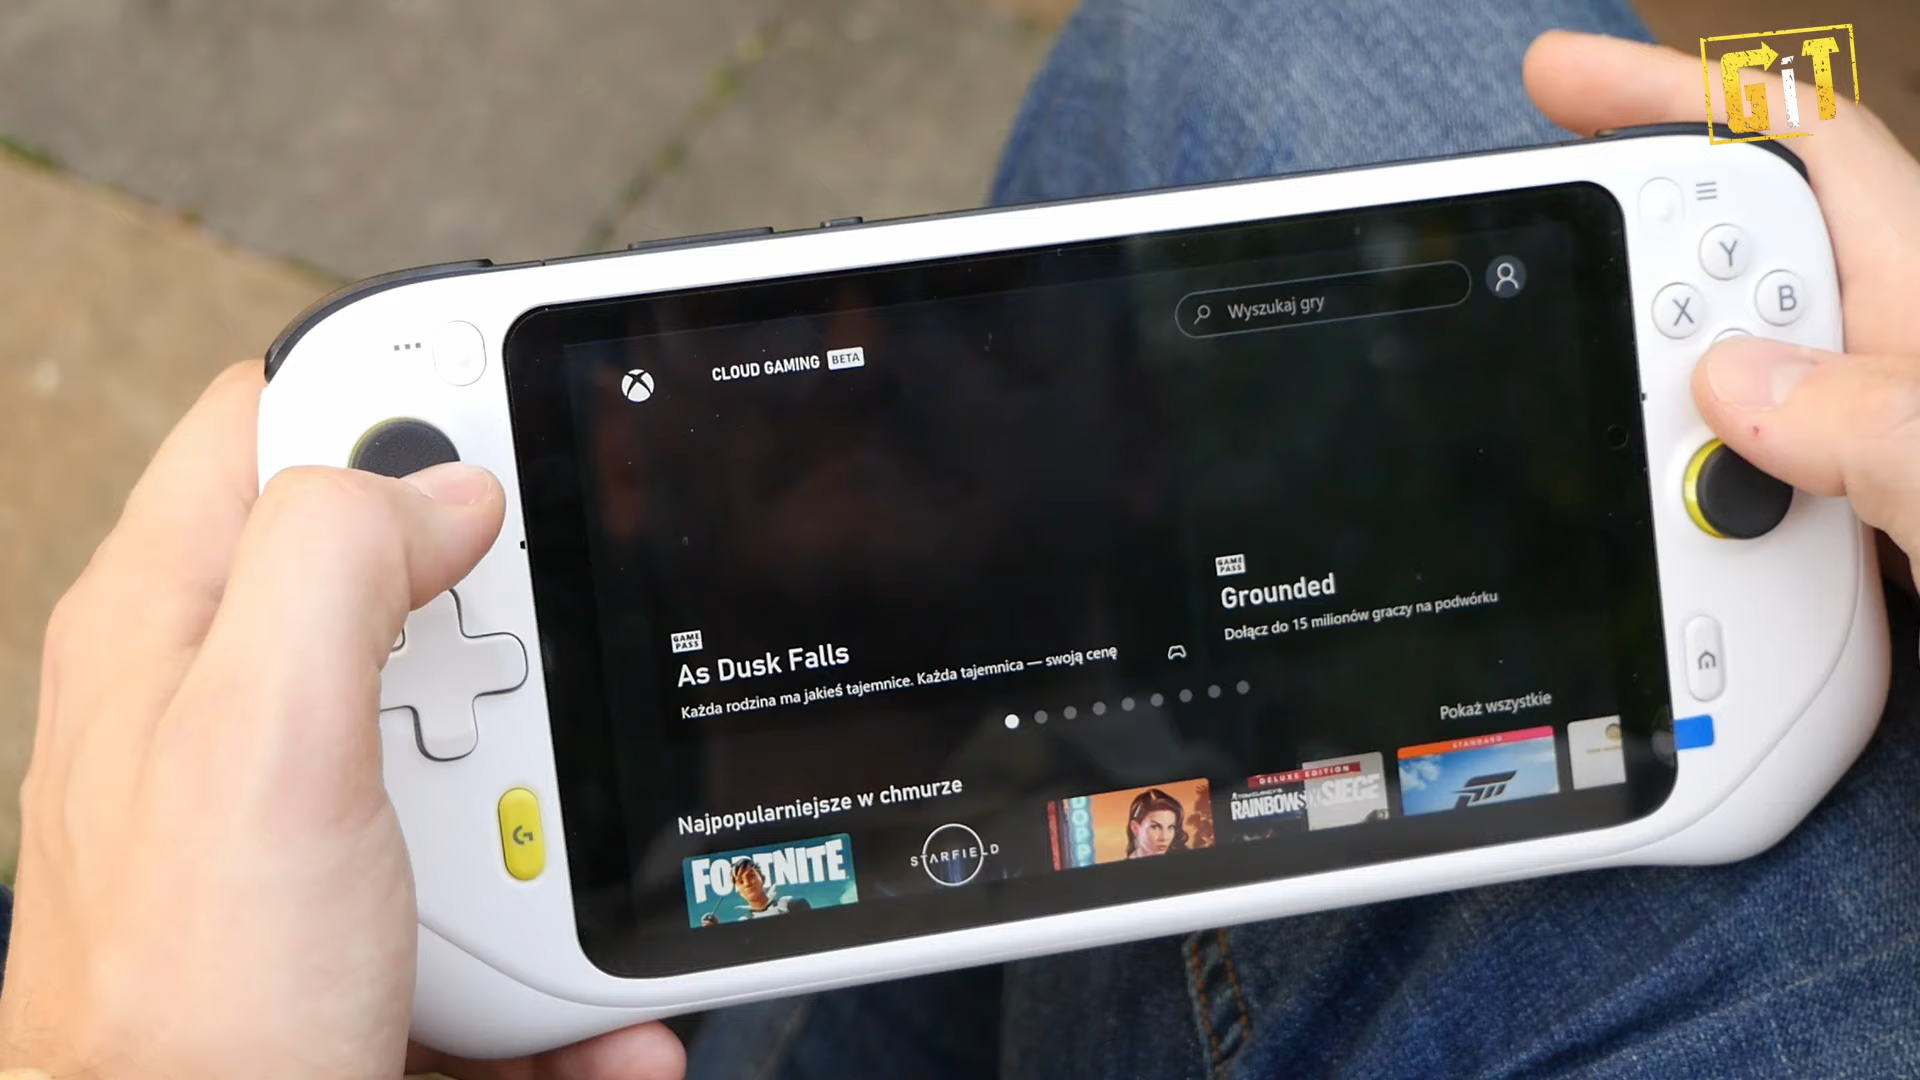 GiT
Y
X
B
Wyszukaj gry
CLOUD GAMING BETA
GAME
PASS
As Dusk Falls
Każda rodzina ma jakieś tajemnice. Każda tajemnica — swoją cenę
GAME
PASS
Grounded
Dołącz do 15 milionów graczy na podwórku
Pokaż wszystkie
Najpopularniejsze w chmurze
FORTNITE
STARFIELD
DELUXE EDITION
RAINBOW SIX SIEGE
STANDARD